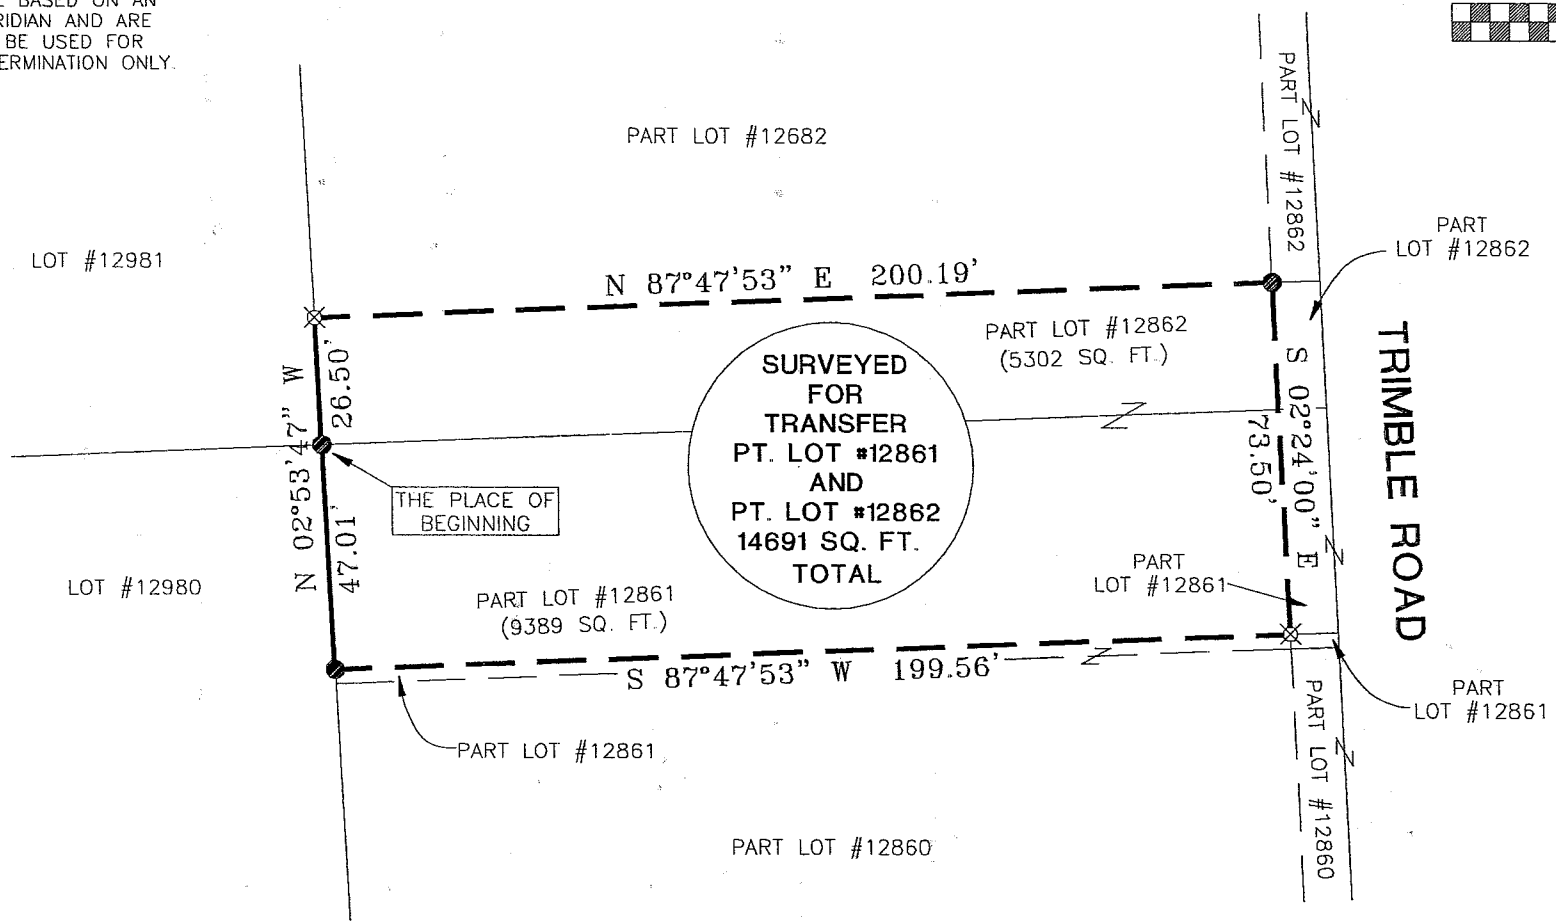 E BASED ON AN
RIDIAN AND ARE
BE USED FOR
ERMINATION ONLY.
PART LOT #12682
PART LOT #12862
LOT #12981
PART
LOT #12862
N 87°47'53" E 200.19'
PART LOT #12862
(5302 SQ. FT.)
SURVEYED
FOR
TRANSFER
PT. LOT #12861
AND
PT. LOT #12862
14691 SQ. FT.
TOTAL
N 02°53'47" W
26.50'
47.01'
S 02°24'00" E
73.50'
TRIMBLE ROAD
THE PLACE OF
BEGINNING
LOT #12980
PART LOT #12861
(9389 SQ. FT.)
PART
LOT #12861
S 87°47'53" W 199.56'
PART LOT #12861
PART
LOT #12861
PART LOT #12860
PART LOT #12860